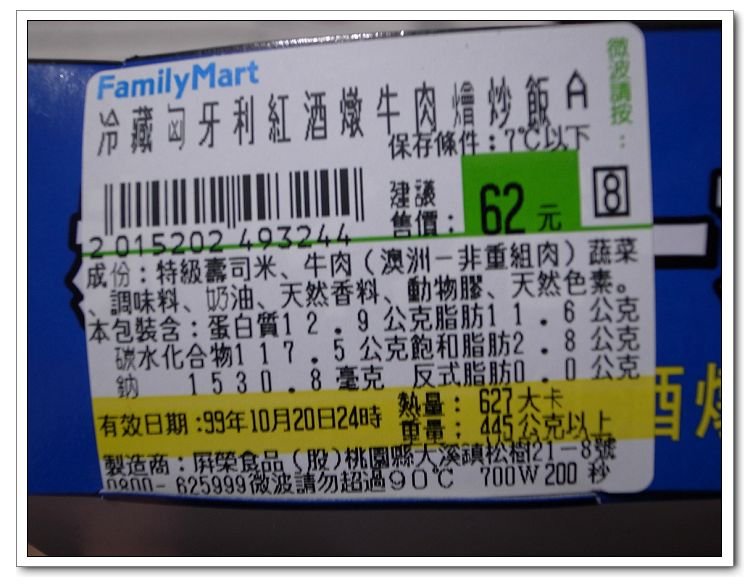 FamilyMart
微波請按：
冷藏匈牙利紅酒燉牛肉燴炒飯A
保存條件：7℃以下
建議售價：62元
8
2 015202 493244
成份：特級壽司米、牛肉（澳洲－非重組肉）蔬菜
、調味料、奶油、天然香料、動物膠、天然色素。
本包裝含：蛋白質12.9公克脂肪11.6公克
碳水化合物117.5公克飽和脂肪2.8公克
鈉 1530.8毫克 反式脂肪0.0公克
熱量：627大卡
有效日期:99年10月20日24時
重量：445公克以上
製造商：屏榮食品(股)桃園縣大溪鎮松樹21-8號
0800-625999微波請勿超過90℃ 700W 200 秒
酒燉